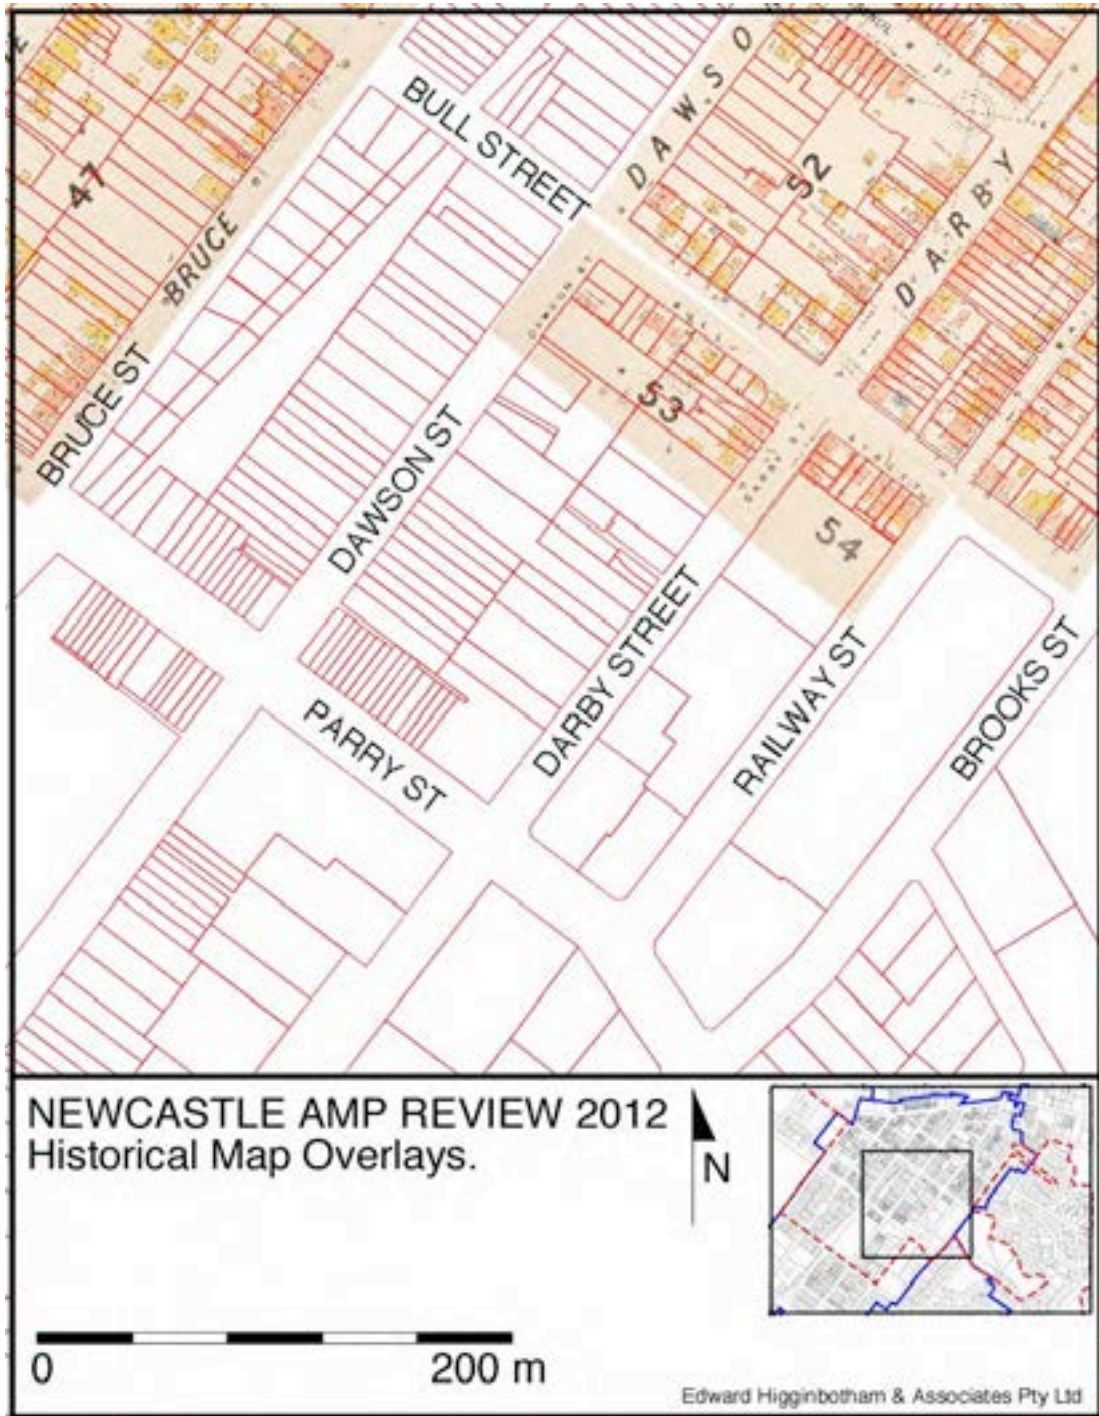 BULL STREET
DAWSO
52
DARBY
47
BRUCE
BRUCE ST
DAWSON ST
53
54
DARBY STREET
RAILWAY ST
BROOKS ST
PARRY ST
NEWCASTLE AMP REVIEW 2012
Historical Map Overlays.
N
0 200 m
Edward Higginbotham & Associates Pty Ltd